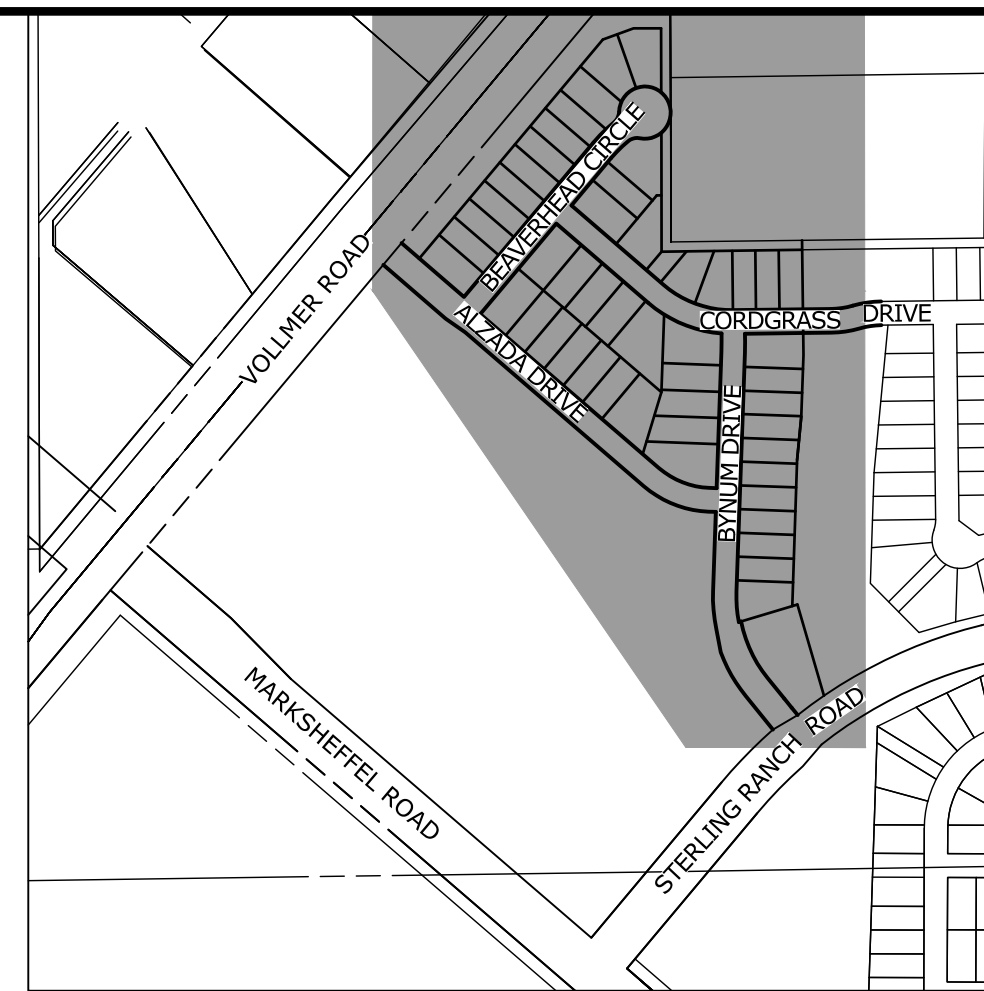 BEAVERHEAD CIRCLE
VOLLMER ROAD
ALZADA DRIVE
CORDGRASS DRIVE
BYNUM DRIVE
MARKSHEFFEL ROAD
STERLING RANCH ROAD